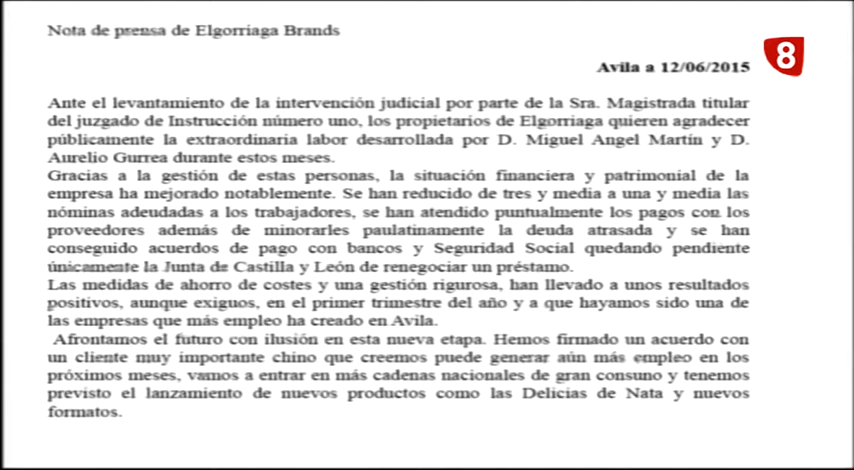 Nota de prensa de Elgorriaga Brands
8
Avila a 12/06/2015
Ante el levantamiento de la intervención judicial por parte de la Sra. Magistrada titular
del juzgado de Instrucción número uno, los propietarios de Elgorriaga quieren agradecer
públicamente la extraordinaria labor desarrollada por D. Miguel Angel Martín y D.
Aurelio Gurrea durante estos meses.
Gracias a la gestión de estas personas, la situación financiera y patrimonial de la
empresa ha mejorado notablemente. Se han reducido de tres y media a una y media las
nóminas adeudadas a los trabajadores, se han atendido puntualmente los pagos con los
proveedores además de minorarles paulatinamente la deuda atrasada y se han
conseguido acuerdos de pago con bancos y Seguridad Social quedando pendiente
únicamente la Junta de Castilla y León de renegociar un préstamo.
Las medidas de ahorro de costes y una gestión rigurosa, han llevado a unos resultados
positivos, aunque exiguos, en el primer trimestre del año y a que hayamos sido una de
las empresas que más empleo ha creado en Avila.
Afrontamos el futuro con ilusión en esta nueva etapa. Hemos firmado un acuerdo con
un cliente muy importante chino que creemos puede generar aún más empleo en los
próximos meses, vamos a entrar en más cadenas nacionales de gran consuno y tenemos
previsto el lanzamiento de nuevos productos como las Delicias de Nata y nuevos
formatos.